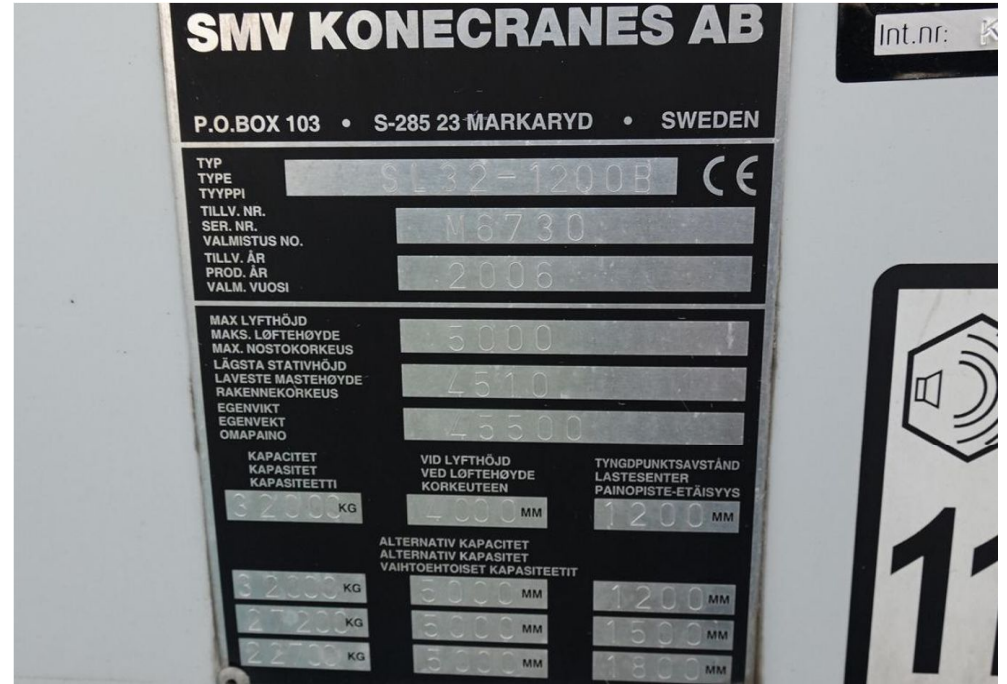 SMV KONECRANES AB
Int.nr: K
P.O.BOX 103 • S-285 23 MARKARYD • SWEDEN
TYP
TYPE
TYYPPI
SL32-1200B
CE
TILLV. NR.
SER. NR.
VALMISTUS NO.
M6730
TILLV. ÅR
PROD. ÅR
VALM. VUOSI
2006
MAX LYFTHÖJD
MAKS. LØFTEHØYDE
MAX. NOSTOKORKEUS
5000
LÄGSTA STATIVHÖJD
LAVESTE MASTEHØYDE
RAKENNEKORKEUS
4510
EGENVIKT
EGENVEKT
OMAPAINO
45500
KAPACITET
KAPASITET
KAPASITEETTI
VID LYFTHÖJD
VED LØFTEHØYDE
KORKEUTEEN
TYNGDPUNKTSAVSTÅND
LASTESENTER
PAINOPISTE-ETÄISYYS
32000 KG 4000 MM 1200 MM
ALTERNATIV KAPACITET
ALTERNATIV KAPASITET
VAIHTOEHTOISET KAPASITEETIT
32000 KG 5000 MM 1200 MM
27200 KG 5000 MM 1500 MM
22700 KG 5000 MM 1800 MM
11